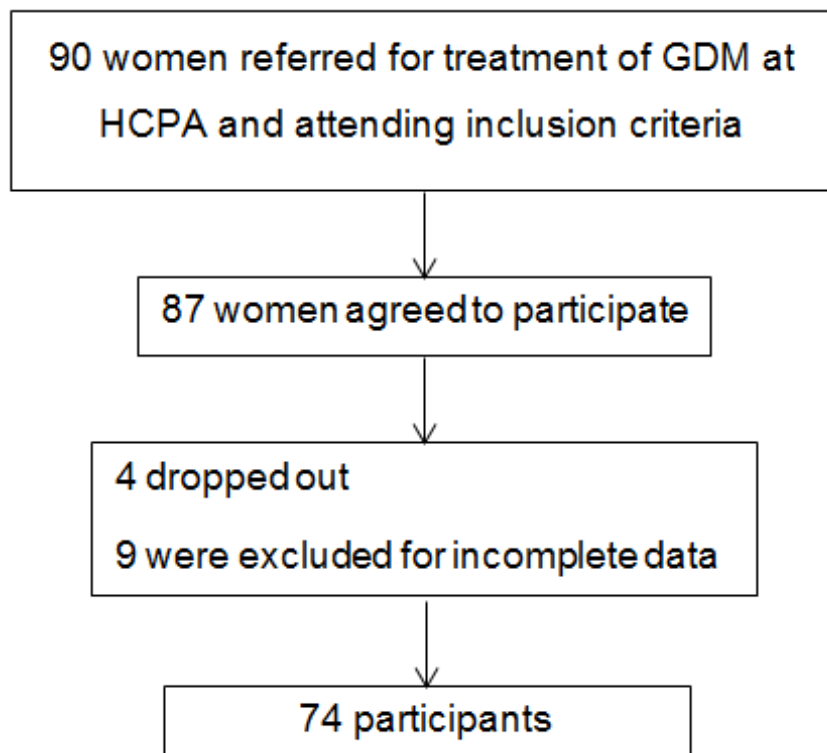 90 women referred for treatment of GDM at
HCPA and attending inclusion criteria
87 women agreed to participate
4 dropped out
9 were excluded for incomplete data
74 participants